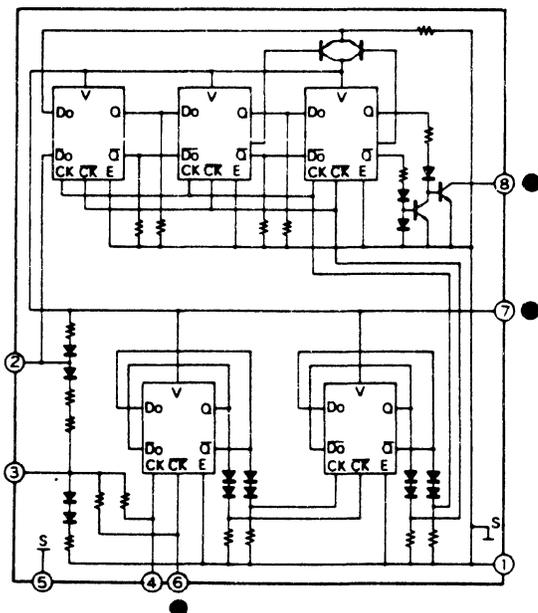 V V V
Do Q Do Q Do Q
D̅o̅ Q̅ D̅o̅ Q̅ D̅o̅ Q̅
CK C̅K̅ E CK C̅K̅ E CK C̅K̅ E
⑧
⑦
②
V V
Do Q Do Q
D̅o̅ Q̅ D̅o̅ Q̅
CK C̅K̅ E CK C̅K̅ E
③
S S
①
⑤ ④ ⑥